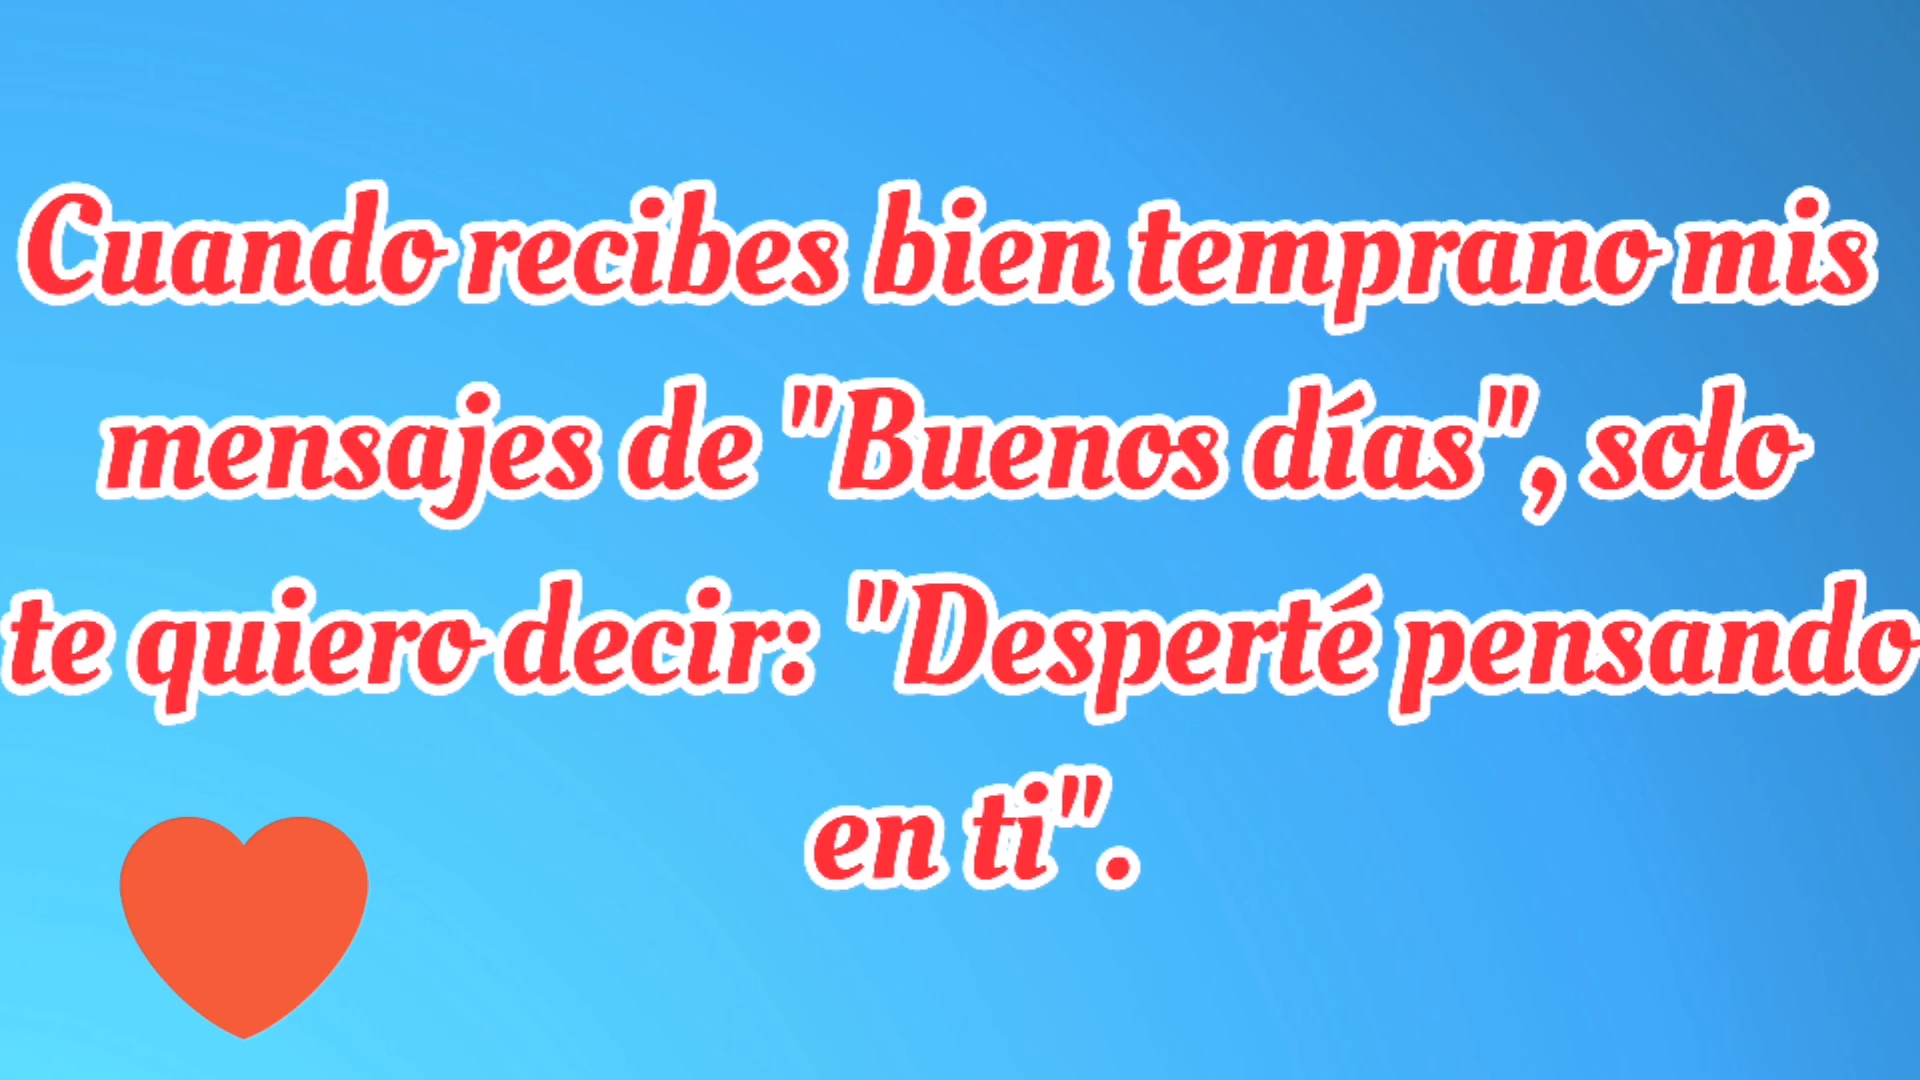 Cuando recibes bien temprano mis
mensajes de "Buenos días", solo
te quiero decir: "Desperté pensando
en ti".